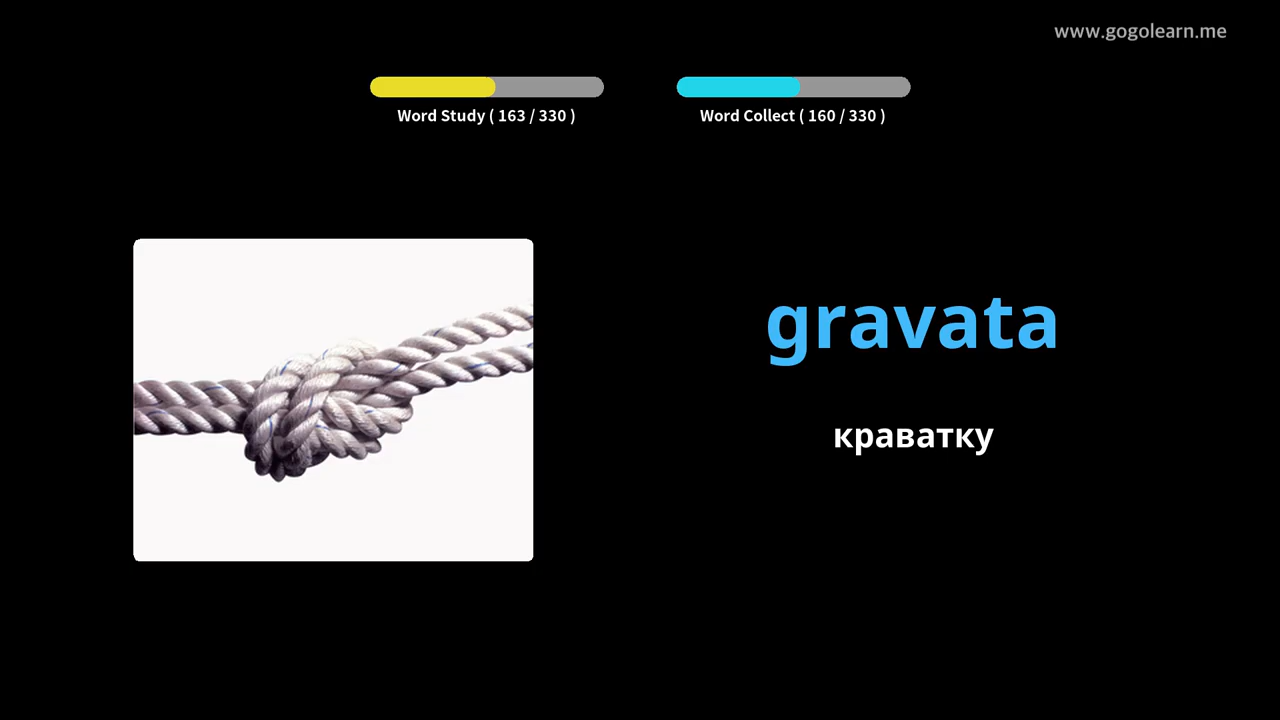 www.gogolearn.me
Word Study ( 163 / 330 )
Word Collect ( 160 / 330 )
gravata
краватку